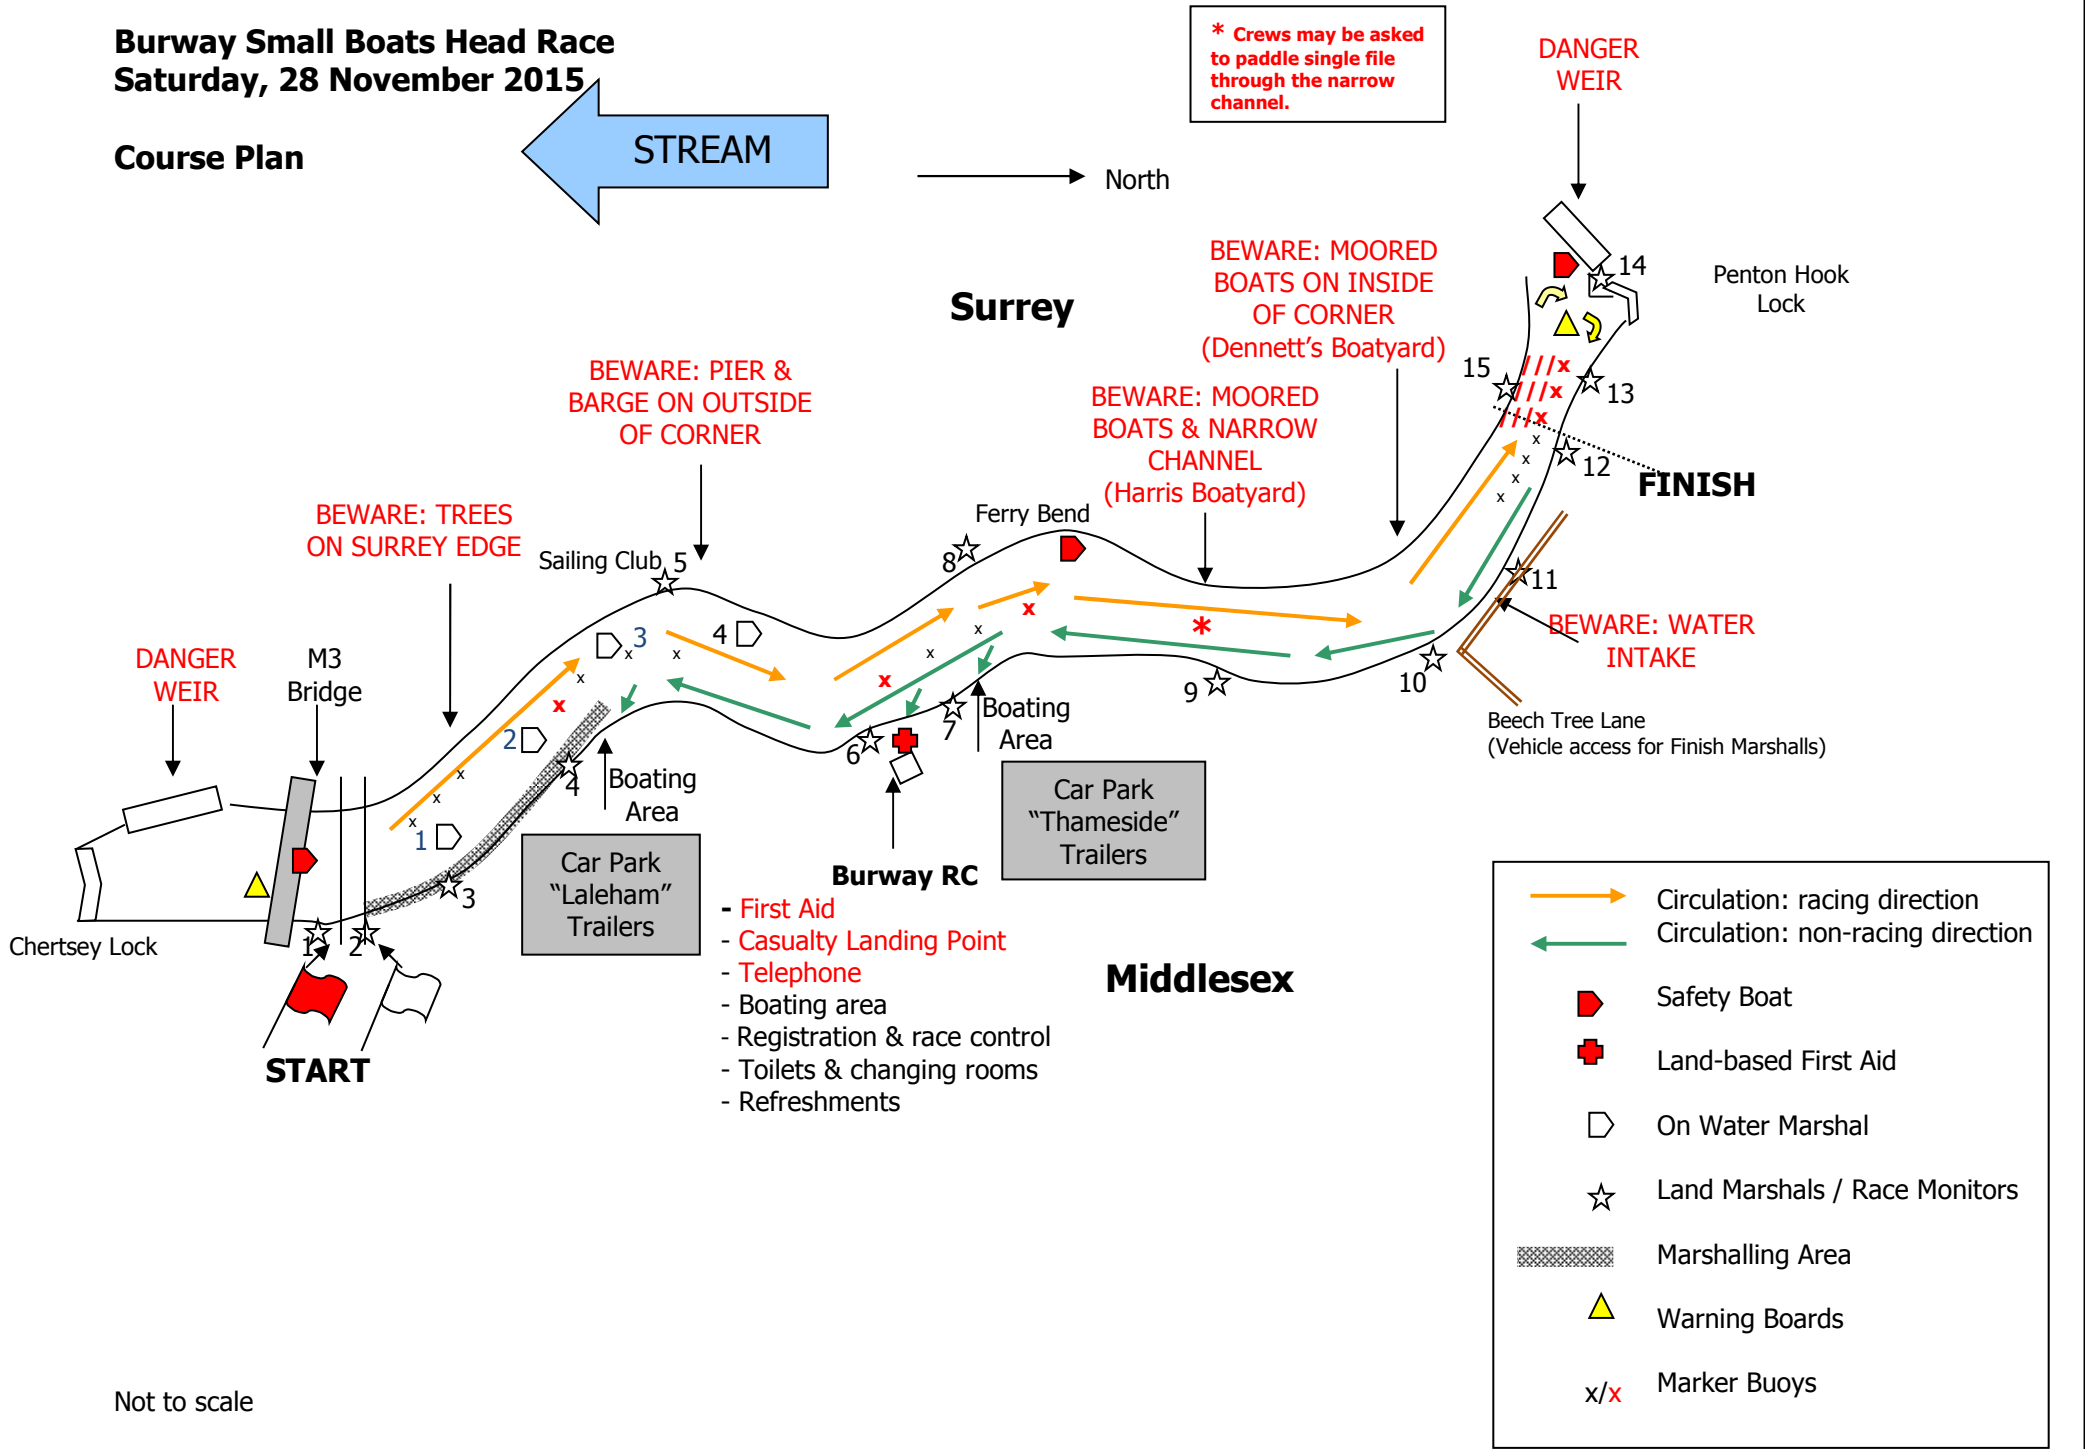 Burway Small Boats Head Race
Saturday, 28 November 2015
Course Plan
STREAM
North
* Crews may be asked
to paddle single file
through the narrow
channel.
DANGER
WEIR
Surrey
BEWARE: MOORED
BOATS ON INSIDE
OF CORNER
(Dennett's Boatyard)
14
Penton Hook
Lock
BEWARE: PIER &
BARGE ON OUTSIDE
OF CORNER
BEWARE: MOORED
BOATS & NARROW
CHANNEL
(Harris Boatyard)
15
x
x
x
13
12
FINISH
x
x
x
x
BEWARE: TREES
ON SURREY EDGE
Sailing Club
5
Ferry Bend
8
11
BEWARE: WATER
INTAKE
DANGER
WEIR
M3
Bridge
3
4
x
x
x
x
x
x
x
x
*
2
1
x
x
x
4
3
Boating
Area
6
7
Boating
Area
9
10
Beech Tree Lane
(Vehicle access for Finish Marshalls)
Car Park
“Laleham”
Trailers
Car Park
“Thameside”
Trailers
Chertsey Lock
1
2
START
Burway RC
- First Aid
- Casualty Landing Point
- Telephone
- Boating area
- Registration & race control
- Toilets & changing rooms
- Refreshments
Middlesex
Circulation: racing direction
Circulation: non-racing direction
Safety Boat
Land-based First Aid
On Water Marshal
Land Marshals / Race Monitors
Marshalling Area
Warning Boards
x/x Marker Buoys
Not to scale